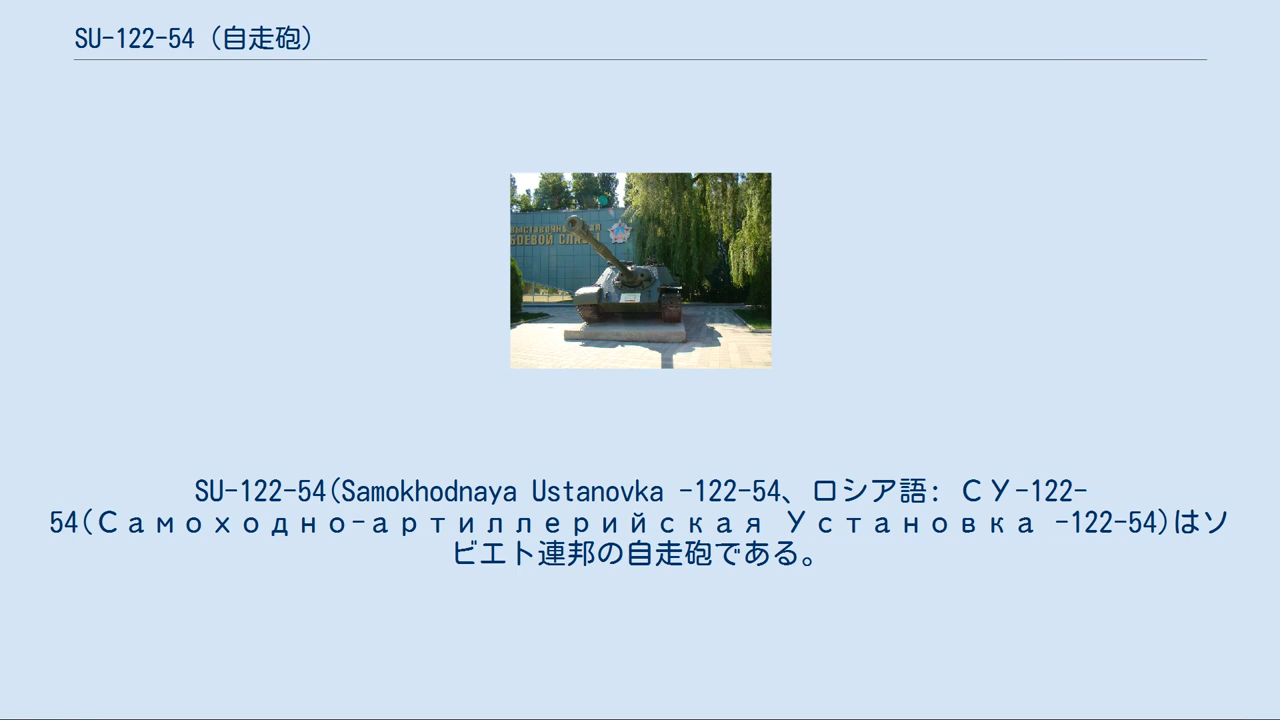 SU-122-54 (自走砲)
БОЕВОЙ СЛАВЫ
SU-122-54(Samokhodnaya Ustanovka -122-54、ロシア語: СУ-122-
54(Самоходно-артиллерийская Установка -122-54)はソ
ビエト連邦の自走砲である。